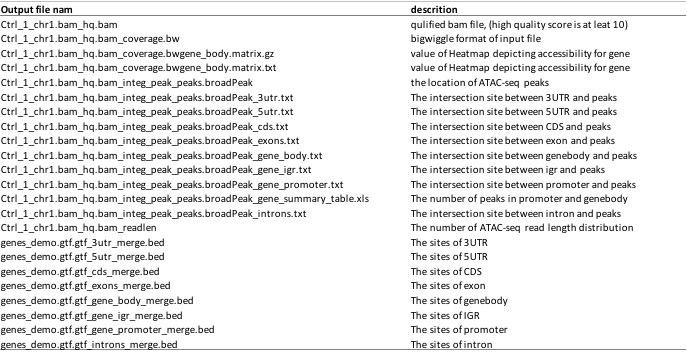 Output file nam descrition
Ctrl_1_chr1.bam_hq.bam qulified bam file, (high quality score is at leat 10)
Ctrl_1_chr1.bam_hq.bam_coverage.bw bigwiggle format of input file
Ctrl_1_chr1.bam_hq.bam_coverage.bwgene_body.matrix.gz value of Heatmap depicting accessibility for gene
Ctrl_1_chr1.bam_hq.bam_coverage.bwgene_body.matrix.txt value of Heatmap depicting accessibility for gene
Ctrl_1_chr1.bam_hq.bam_integ_peak_peaks.broadPeak the location of ATAC-seq peaks
Ctrl_1_chr1.bam_hq.bam_integ_peak_peaks.broadPeak_3utr.txt The intersection site between 3UTR and peaks
Ctrl_1_chr1.bam_hq.bam_integ_peak_peaks.broadPeak_5utr.txt The intersection site between 5UTR and peaks
Ctrl_1_chr1.bam_hq.bam_integ_peak_peaks.broadPeak_cds.txt The intersection site between CDS and peaks
Ctrl_1_chr1.bam_hq.bam_integ_peak_peaks.broadPeak_exons.txt The intersection site between exon and peaks
Ctrl_1_chr1.bam_hq.bam_integ_peak_peaks.broadPeak_gene_body.txt The intersection site between genebody and peaks
Ctrl_1_chr1.bam_hq.bam_integ_peak_peaks.broadPeak_gene_igr.txt The intersection site between igr and peaks
Ctrl_1_chr1.bam_hq.bam_integ_peak_peaks.broadPeak_gene_promoter.txt The intersection site between promoter and peaks
Ctrl_1_chr1.bam_hq.bam_integ_peak_peaks.broadPeak_gene_summary_table.xls The number of peaks in promoter and genebody
Ctrl_1_chr1.bam_hq.bam_integ_peak_peaks.broadPeak_introns.txt The intersection site between intron and peaks
Ctrl_1_chr1.bam_hq.bam_readlen The number of ATAC-seq read length distribution
genes_demo.gtf.gtf_3utr_merge.bed The sites of 3UTR
genes_demo.gtf.gtf_5utr_merge.bed The sites of 5UTR
genes_demo.gtf.gtf_cds_merge.bed The sites of CDS
genes_demo.gtf.gtf_exons_merge.bed The sites of exon
genes_demo.gtf.gtf_gene_body_merge.bed The sites of genebody
genes_demo.gtf.gtf_gene_igr_merge.bed The sites of IGR
genes_demo.gtf.gtf_gene_promoter_merge.bed The sites of promoter
genes_demo.gtf.gtf_introns_merge.bed The sites of intron